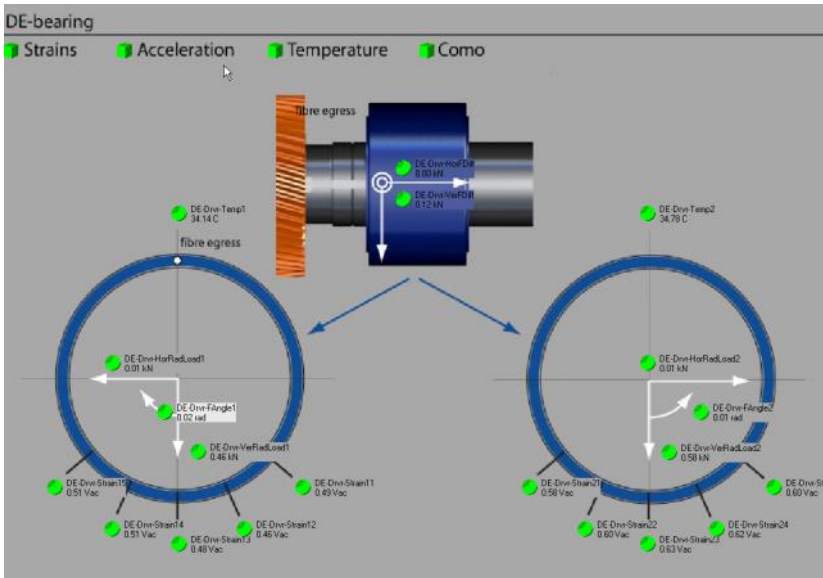 DE-bearing
Strains
Acceleration
Temperature
Como
fibre egress
DE-Drvr-HorFDiff
0.00 kN
DE-Drvr-VerFDiff
0.12 kN
DE-Drvr-Temp1
34.14 C
DE-Drvr-Temp2
34.78 C
fibre egress
DE-Drvr-HorRadLoad1
0.01 kN
DE-Drvr-HorRadLoad2
0.01 kN
DE-Drvr-FAngle1
0.02 rad
DE-Drvr-FAngle2
0.01 rad
DE-Drvr-VerRadLoad1
0.46 kN
DE-Drvr-VerRadLoad2
0.58 kN
DE-Drvr-Strain15
0.51 Vac
DE-Drvr-Strain11
0.49 Vac
DE-Drvr-Strain21
0.58 Vac
0.60 Vac
DE-Drvr-Strain14
0.51 Vac
DE-Drvr-Strain12
0.46 Vac
DE-Drvr-Strain13
0.48 Vac
DE-Drvr-Strain22
0.60 Vac
DE-Drvr-Strain24
0.62 Vac
DE-Drvr-Strain23
0.63 Vac